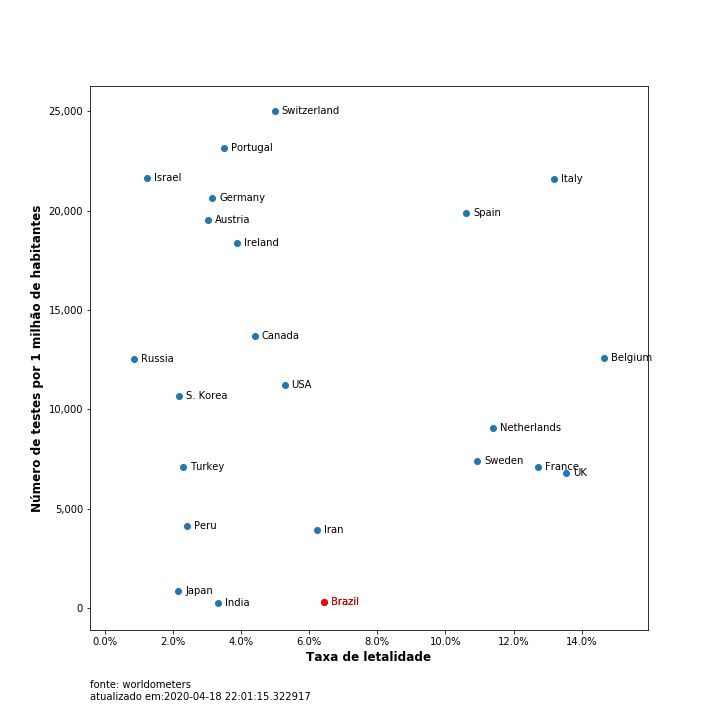 25,000
Switzerland
Portugal
Israel
Italy
Germany
20,000
Spain
Austria
Ireland
15,000
Canada
Russia
Belgium
USA
S. Korea
10,000
Netherlands
Sweden
Turkey
France
UK
5,000
Peru
Iran
Japan
India
Brazil
0
Número de testes por 1 milhão de habitantes
0.0% 2.0% 4.0% 6.0% 8.0% 10.0% 12.0% 14.0%
Taxa de letalidade
fonte: worldometers
atualizado em:2020-04-18 22:01:15.322917